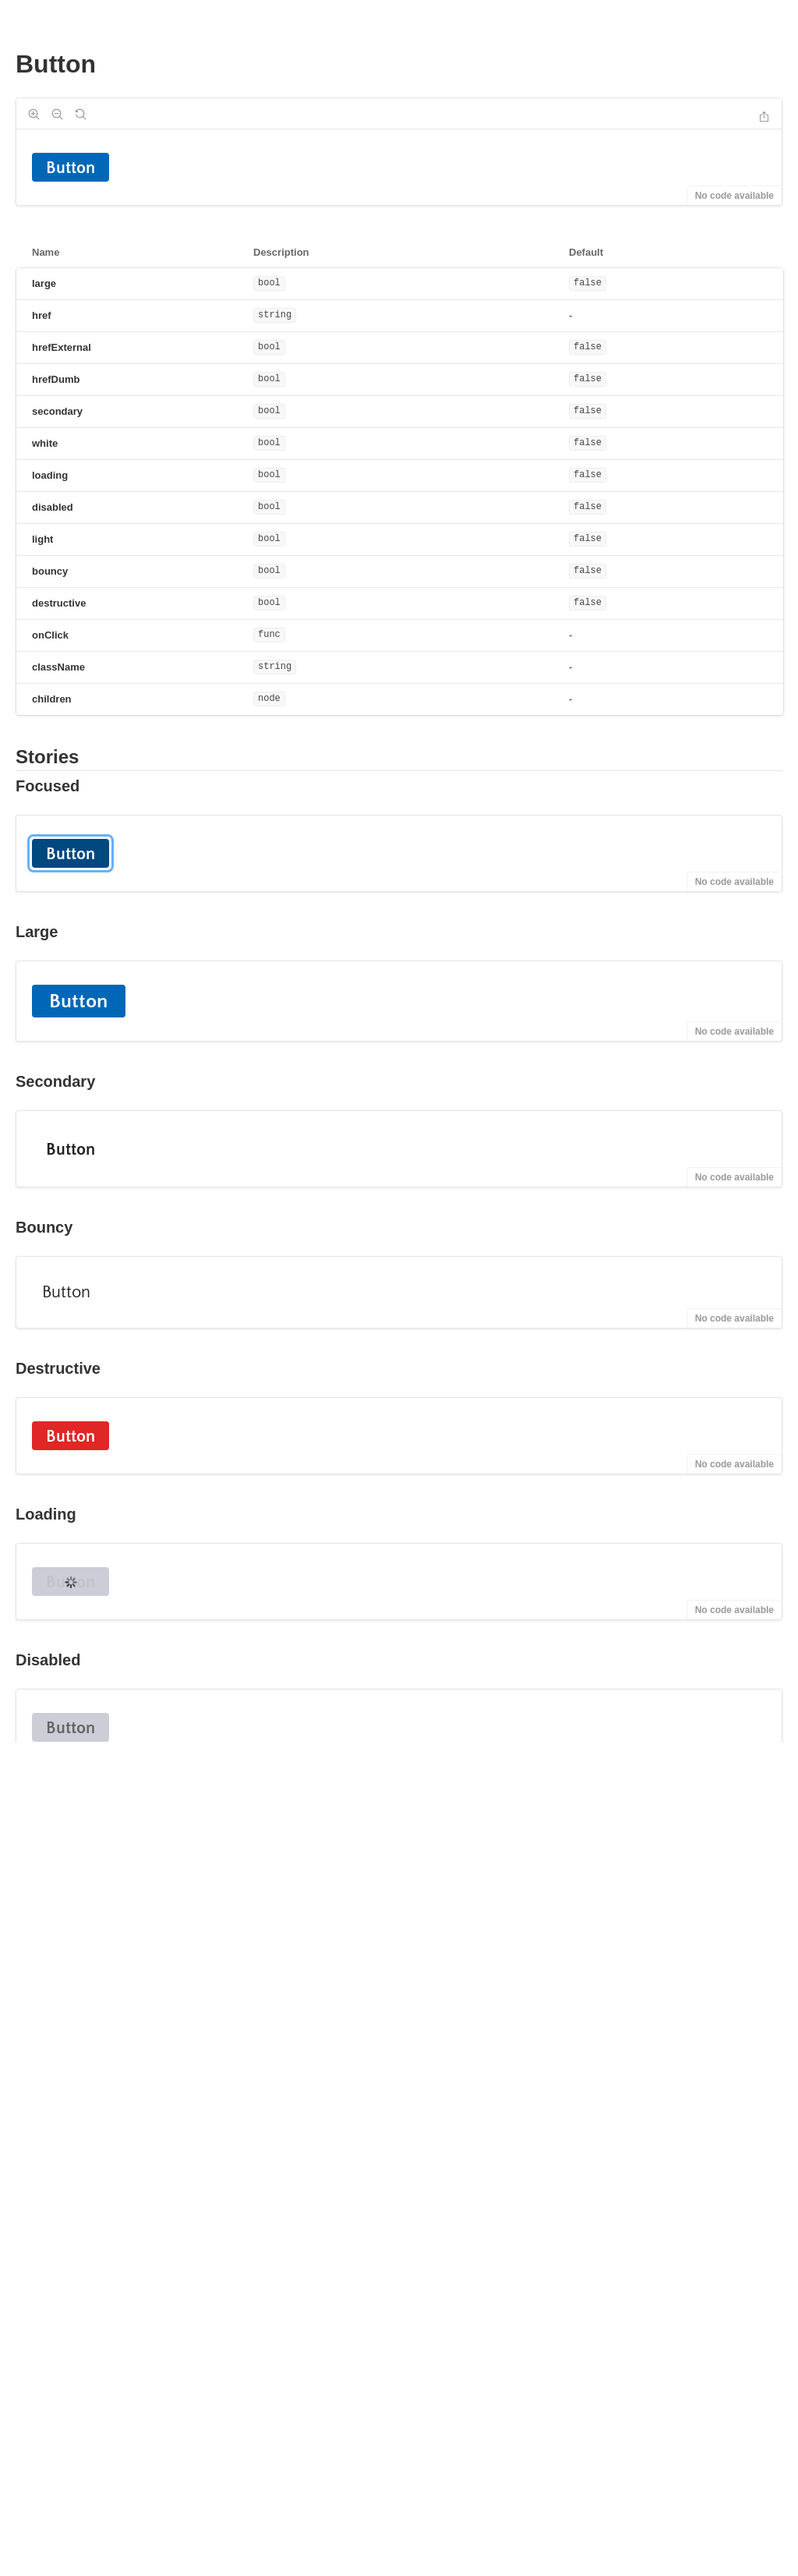 Button
Button
No code available
Name Description Default
large bool false
href string -
hrefExternal bool false
hrefDumb bool false
secondary bool false
white bool false
loading bool false
disabled bool false
light bool false
bouncy bool false
destructive bool false
onClick func -
className string -
children node -
Stories
Focused
Button
No code available
Large
Button
No code available
Secondary
Button
No code available
Bouncy
Button
No code available
Destructive
Button
No code available
Loading
Button
No code available
Disabled
Button